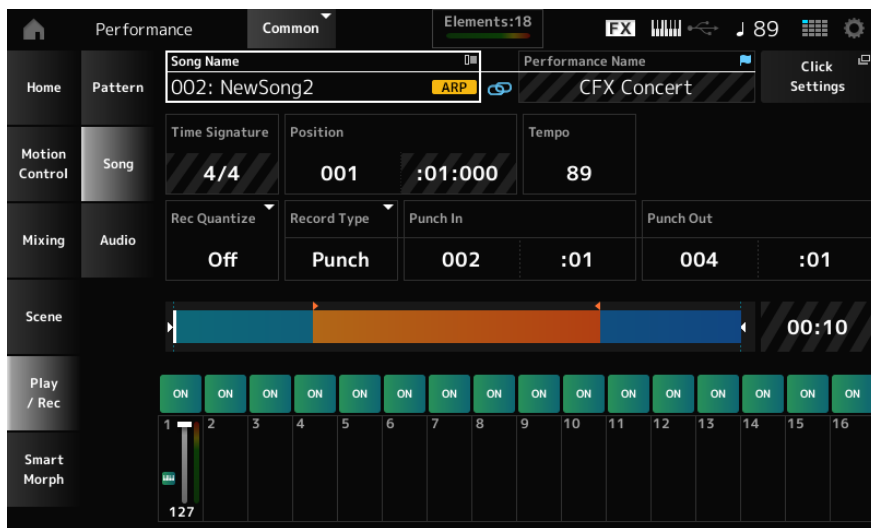 Performance
Common
Elements:18
FX
♩ 89
Home
Motion
Control
Mixing
Scene
Play
/ Rec
Smart
Morph
Pattern
Song
Audio
Song Name
002: NewSong2
ARP
Performance Name
CFX Concert
Click
Settings
Time Signature
4/4
Position
001 :01:000
Tempo
89
Rec Quantize
Off
Record Type
Punch
Punch In
002 :01
Punch Out
004 :01
00:10
ON ON ON ON ON ON ON ON ON ON ON ON ON ON ON ON
1 2 3 4 5 6 7 8 9 10 11 12 13 14 15 16
127